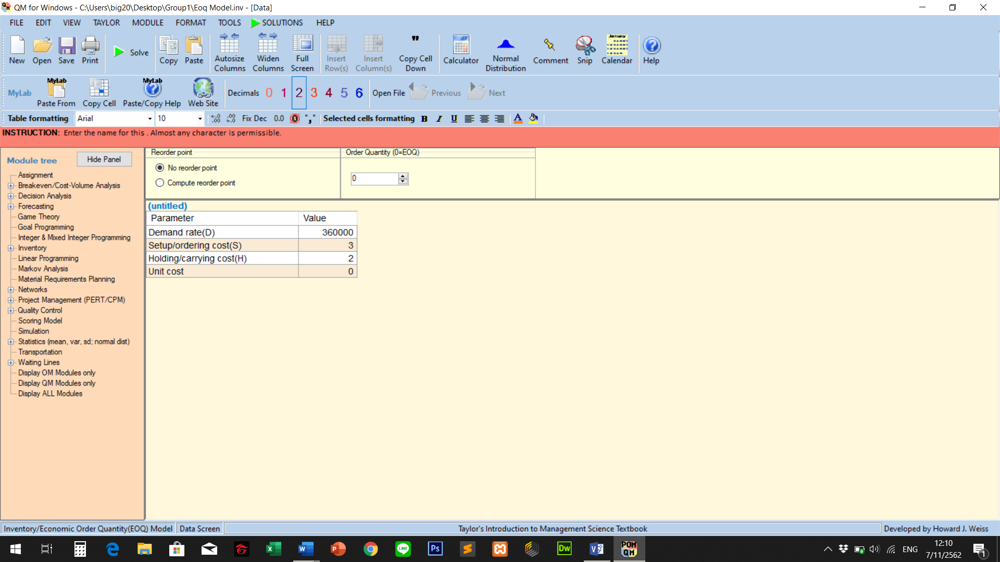 QM for Windows - C:\Users\big20\Desktop\Group1\Eoq Model.inv - [Data]
FILE EDIT VIEW TAYLOR MODULE FORMAT TOOLS SOLUTIONS HELP
New Open Save Print Solve Copy Paste Autosize Columns Widen Columns Full Screen Insert Row(s) Insert Column(s) Copy Cell Down Calculator Normal Distribution Comment Snip January Calendar Help
MyLab MyLab Paste From Copy Cell MyLab Paste/Copy Help Web Site Decimals 0 1 2 3 4 5 6 Open File Previous Next
Table formatting Arial 10 Fix Dec 0.0 "," Selected cells formatting B I U A
INSTRUCTION: Enter the name for this . Almost any character is permissible.
Module tree Hide Panel
Assignment
Breakeven/Cost-Volume Analysis
Decision Analysis
Forecasting
Game Theory
Goal Programming
Integer & Mixed Integer Programming
Inventory
Linear Programming
Markov Analysis
Material Requirements Planning
Networks
Project Management (PERT/CPM)
Quality Control
Scoring Model
Simulation
Statistics (mean, var, sd; normal dist)
Transportation
Waiting Lines
Display OM Modules only
Display QM Modules only
Display ALL Modules
Reorder point
No reorder point
Compute reorder point
Order Quantity (0=EOQ)
0
(untitled)
Parameter Value
Demand rate(D) 360000
Setup/ordering cost(S) 3
Holding/carrying cost(H) 2
Unit cost 0
Inventory/Economic Order Quantity(EOQ) Model Data Screen Taylor's Introduction to Management Science Textbook Developed by Howard J. Weiss
LINE Ps Dw POM QM ENG
12:10
7/11/2562
1